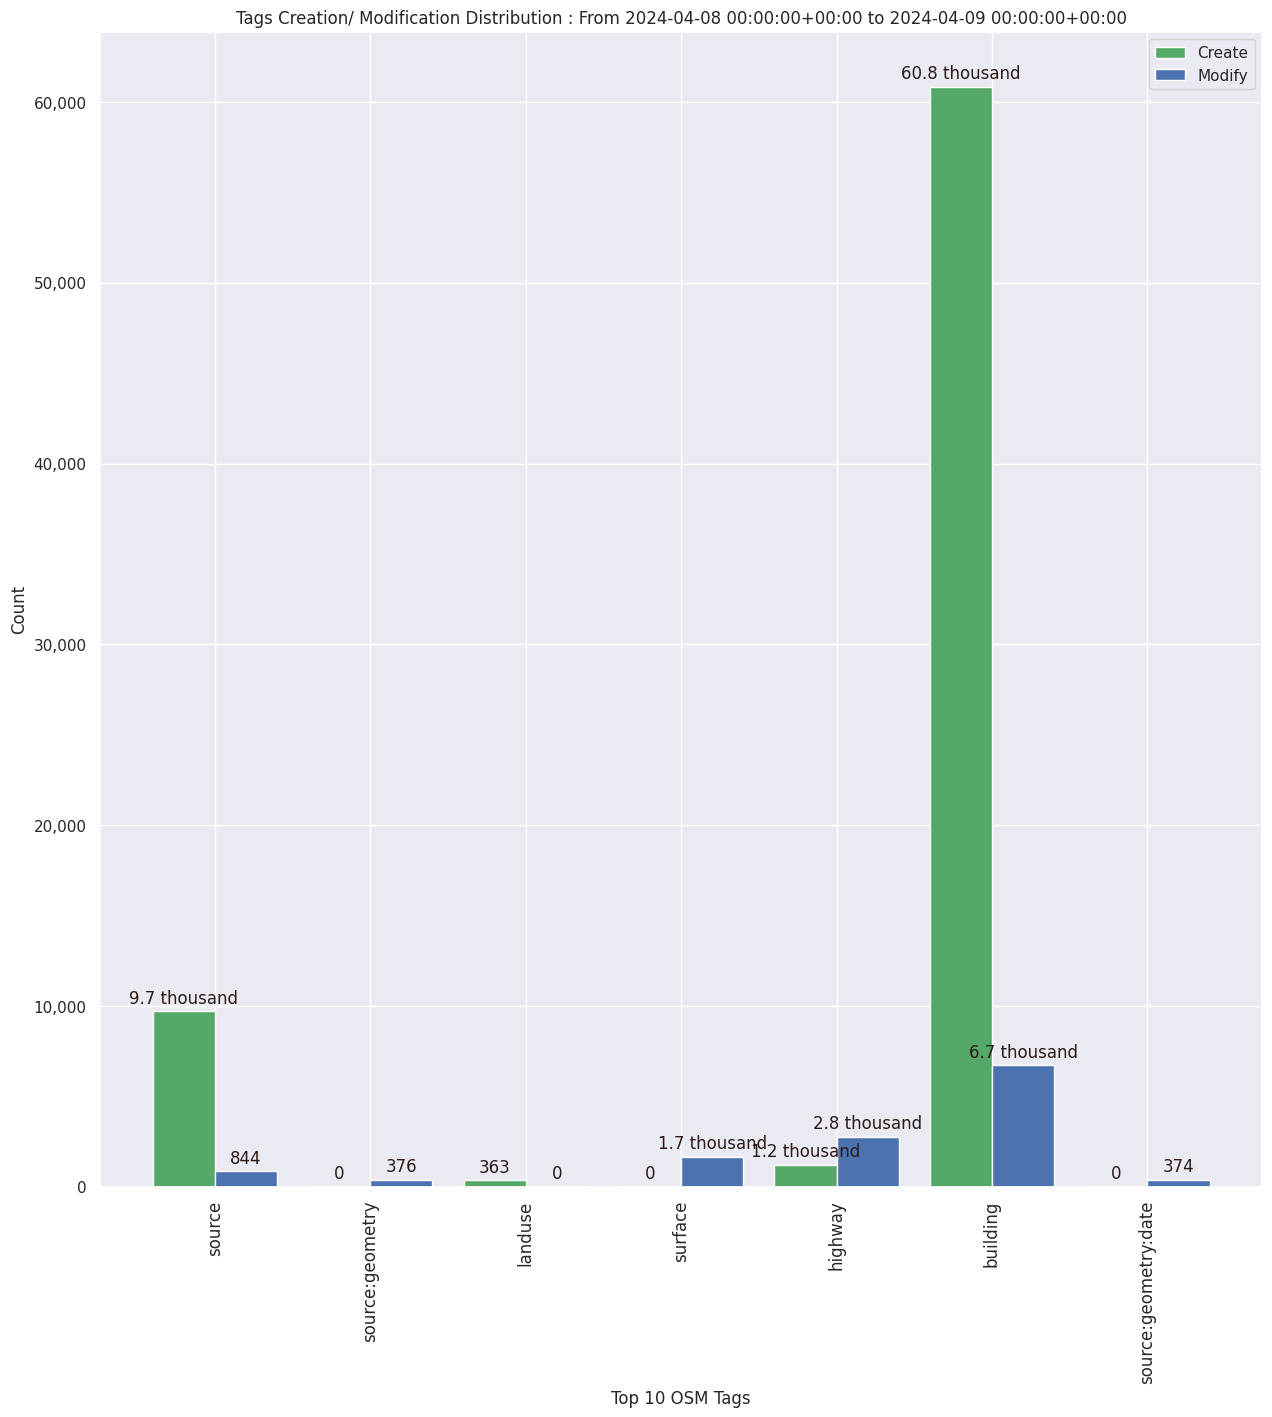 Tags Creation/ Modification Distribution : From 2024-04-08 00:00:00+00:00 to 2024-04-09 00:00:00+00:00
Create
Modify
60.8 thousand
60,000
50,000
40,000
30,000
20,000
10,000
0
Count
9.7 thousand
844
0
376
363
0
0
1.7 thousand
1.2 thousand
2.8 thousand
6.7 thousand
0
374
source
source:geometry
landuse
surface
highway
building
source:geometry:date
Top 10 OSM Tags